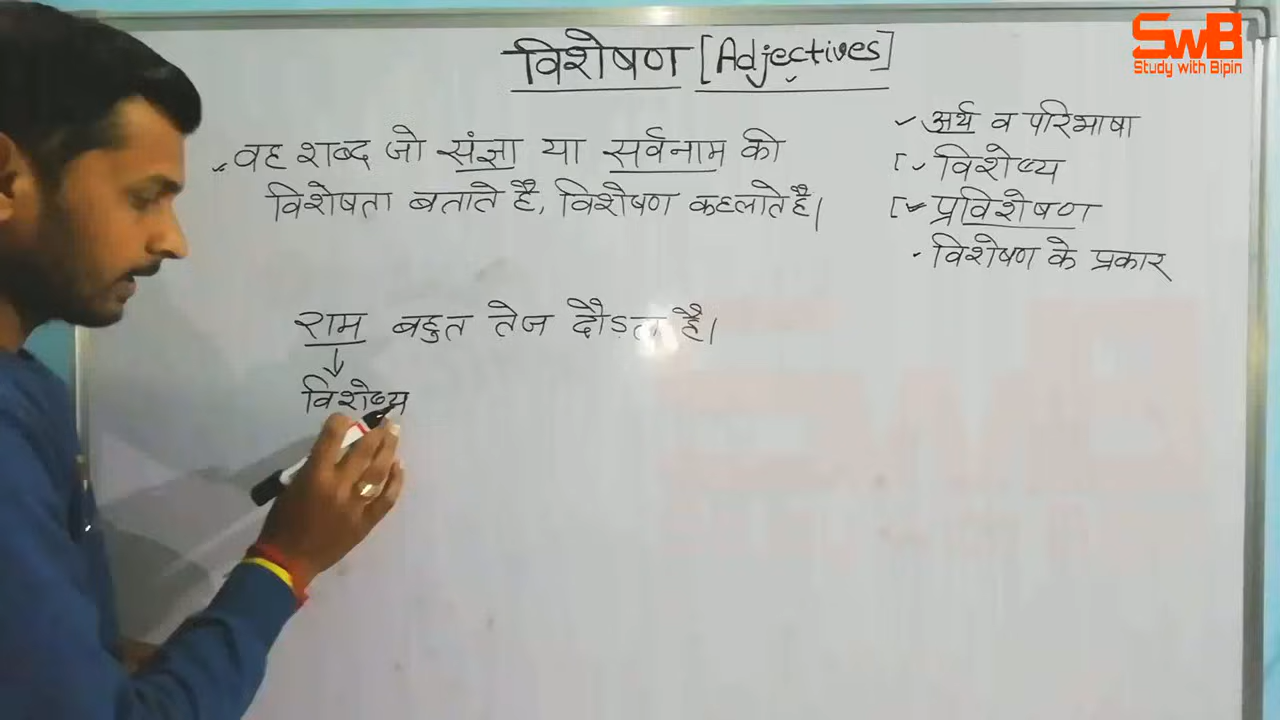 विशेषण [Adjectives]
वह शब्द जो संज्ञा या सर्वनाम की
विशेषता बताते है, विशेषण कहलाते है।
राम बहुत तेज दौड़ता है।
विशेष्य
अर्थ व परिभाषा
विशेष्य
प्रविशेषण
विशेषण के प्रकार
SWB
Study with Bipin